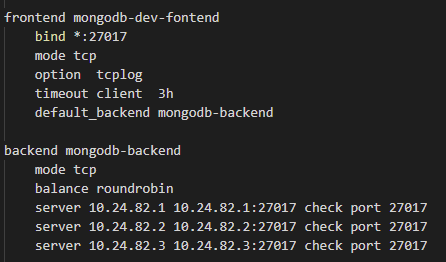 frontend mongodb-dev-fontend
    bind *:27017
    mode tcp
    option  tcplog
    timeout client  3h
    default_backend mongodb-backend

backend mongodb-backend
    mode tcp
    balance roundrobin
    server 10.24.82.1 10.24.82.1:27017 check port 27017
    server 10.24.82.2 10.24.82.2:27017 check port 27017
    server 10.24.82.3 10.24.82.3:27017 check port 27017